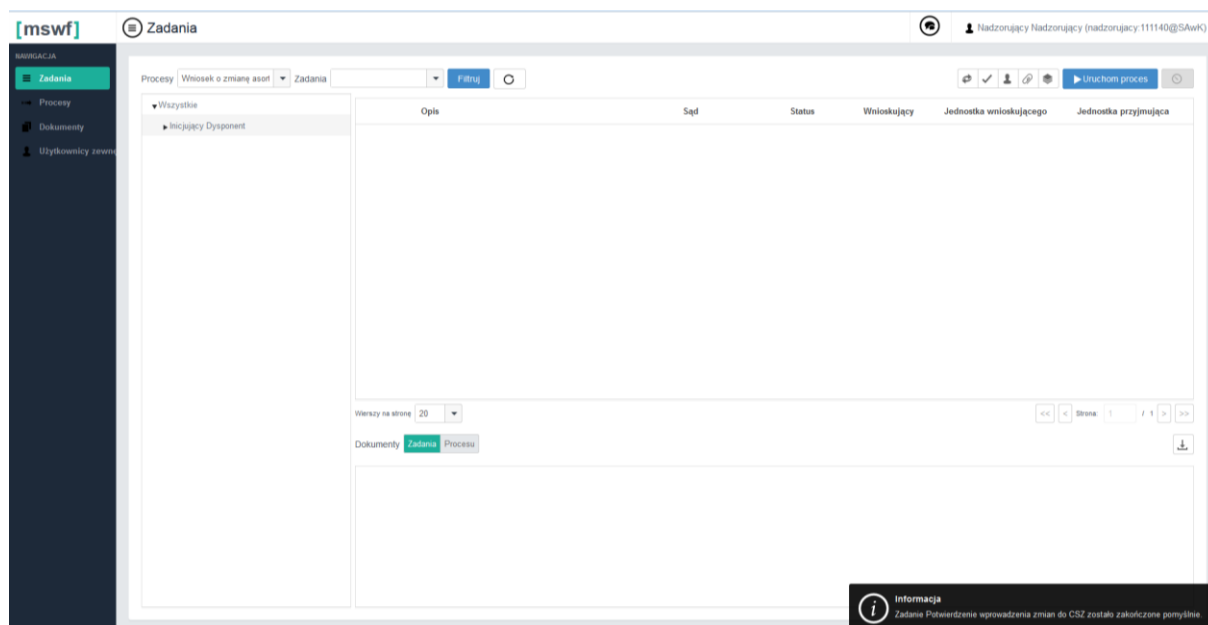 [mswf]
Zadania
Nadzorujący Nadzorujący (nadzorujacy:111140@SAwK)
NAWIGACJA
Zadania
Procesy
Dokumenty
Użytkownicy zewnę
Procesy Wniosek o zmianę asort Zadania Filtruj Uruchom proces
Wszystkie
Inicjujący Dysponent
Opis Sąd Status Wnioskujący Jednostka wnioskującego Jednostka przyjmująca
Wierszy na stronę 20 << < Strona: 1 / 1 > >>
Dokumenty Zadania Procesu
Informacja
Zadanie Potwierdzenie wprowadzenia zmian do CSZ zostało zakończone pomyślnie.